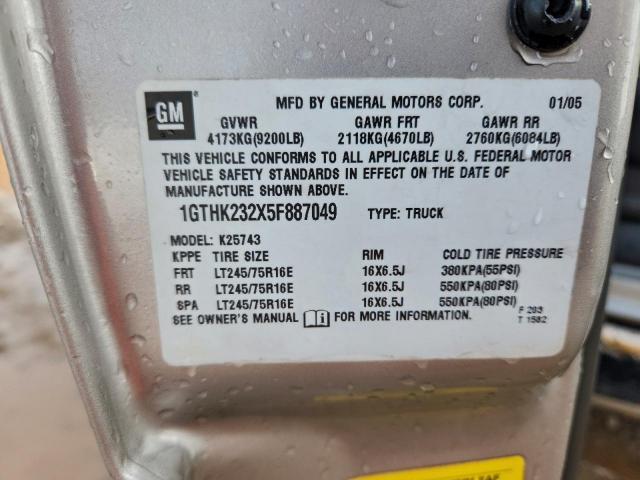 GM
MFD BY GENERAL MOTORS CORP. 01/05
GVWR GAWR FRT GAWR RR
4173KG(9200LB) 2118KG(4670LB) 2760KG(6084LB)
THIS VEHICLE CONFORMS TO ALL APPLICABLE U.S. FEDERAL MOTOR
VEHICLE SAFETY STANDARDS IN EFFECT ON THE DATE OF
MANUFACTURE SHOWN ABOVE.
1GTHK232X5F887049 TYPE: TRUCK
MODEL: K25743
KPPE TIRE SIZE RIM COLD TIRE PRESSURE
FRT LT245/75R16E 16X6.5J 380KPA(55PSI)
RR LT245/75R16E 16X6.5J 550KPA(80PSI)
SPA LT245/75R16E 16X6.5J 550KPA(80PSI)
SEE OWNER'S MANUAL FOR MORE INFORMATION.
F 293
T 1582